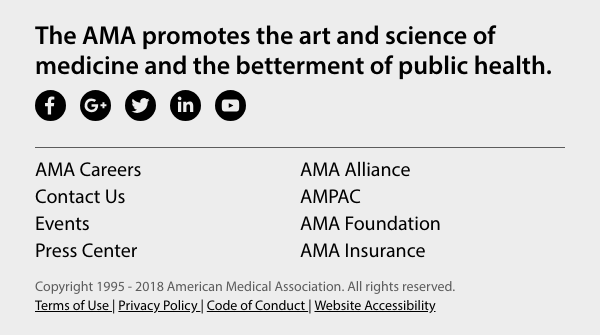 The AMA promotes the art and science of
medicine and the betterment of public health.
f G+ in
AMA Careers
Contact Us
Events
Press Center
AMA Alliance
AMPAC
AMA Foundation
AMA Insurance
Copyright 1995 - 2018 American Medical Association. All rights reserved.
Terms of Use | Privacy Policy | Code of Conduct | Website Accessibility